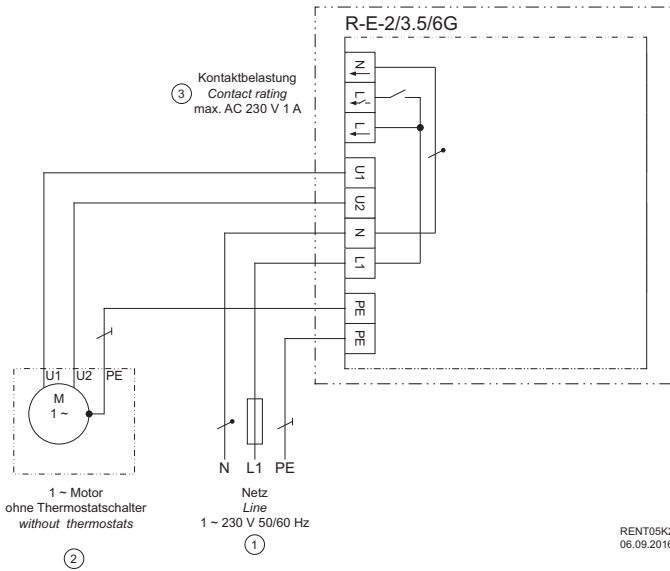 R-E-2/3.5/6G
Kontaktbelastung
3 Contact rating
max. AC 230 V 1 A
N
L
L
U1
U2
N
L1
PE
PE
U1 U2 PE
M
1 ~
N L1 PE
1 ~ Motor
ohne Thermostatschalter
without thermostats
2
Netz
Line
1 ~ 230 V 50/60 Hz
1
RENT05K2
06.09.2016